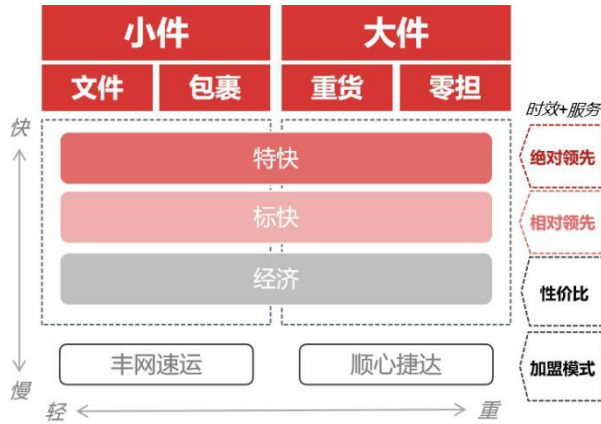 小件 大件
文件 包裹 重货 零担
时效+服务
快
特快 绝对领先
标快 相对领先
经济 性价比
丰网速运 顺心捷达 加盟模式
慢
轻 重